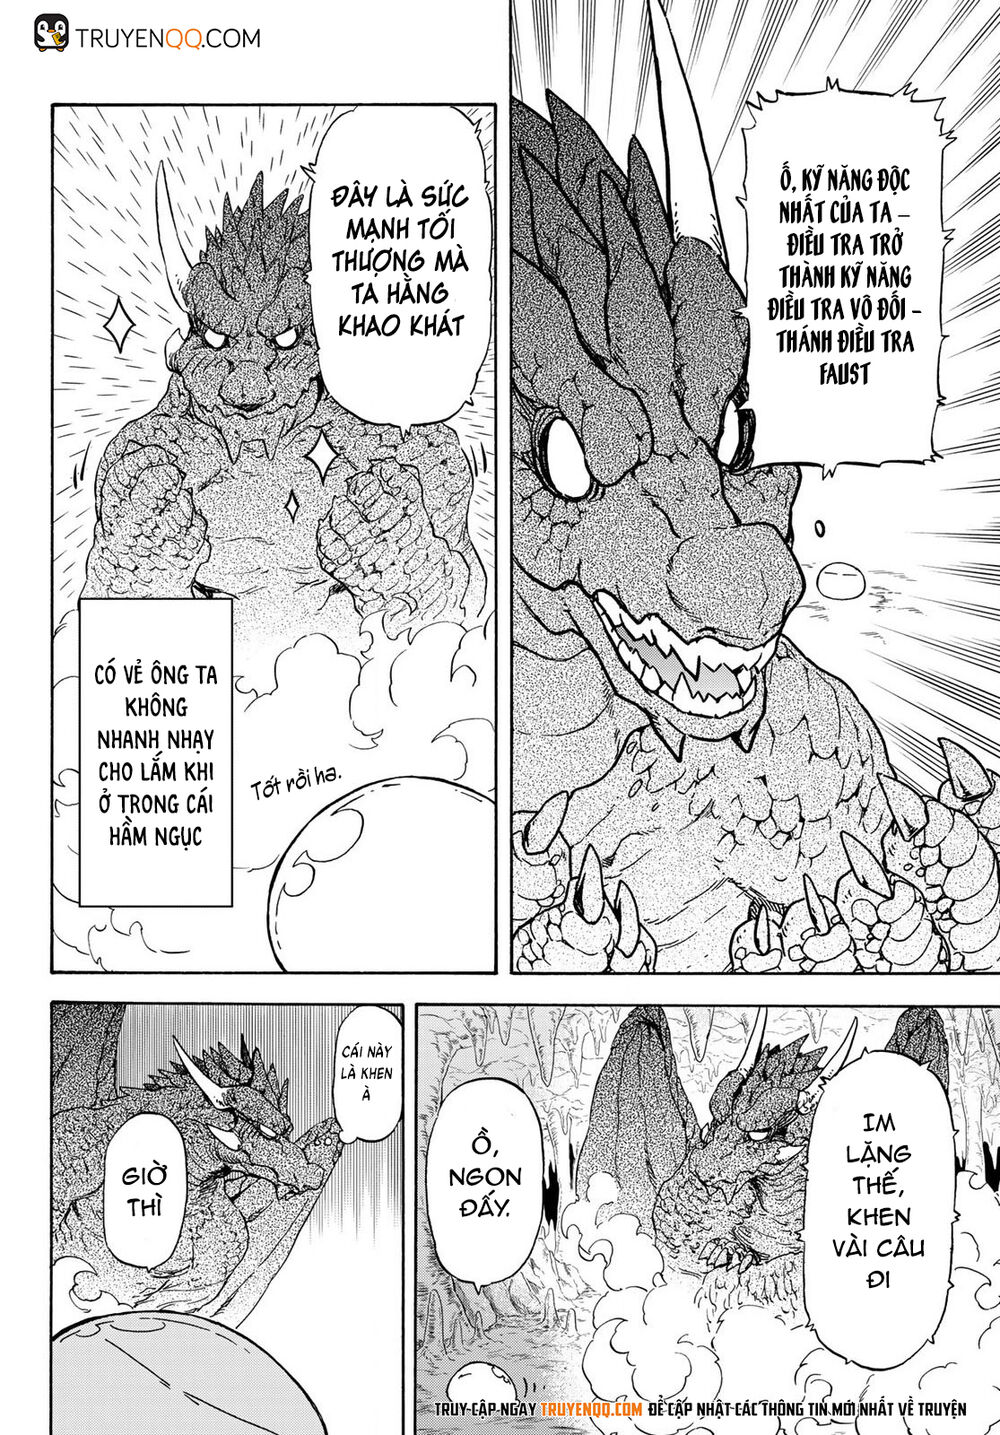 TRUYENQQ.COM
Ố, KỸ NĂNG ĐỘC
NHẤT CỦA TA –
ĐIỀU TRA TRỞ
THÀNH KỸ NĂNG
ĐIỀU TRA VÔ ĐỐI –
THÁNH ĐIỀU TRA
FAUST
ĐÂY LÀ SỨC
MẠNH TỐI
THƯỢNG MÀ
TA HẰNG
KHAO KHÁT
CÓ VẺ ÔNG TA
KHÔNG
NHANH NHẠY
CHO LẮM KHI
Ở TRONG CÁI
HẦM NGỤC
Tốt rồi ha.
IM
LẶNG
THẾ,
KHEN
VÀI CÂU
ĐI
Ồ,
NGON
ĐẤY.
CÁI NÀY
LÀ KHEN
À
GIỜ
THÌ
TRUY CẬP NGAY TRUYENQQ.COM ĐỂ CẬP NHẬT CÁC THÔNG TIN MỚI NHẤT VỀ TRUYỆN